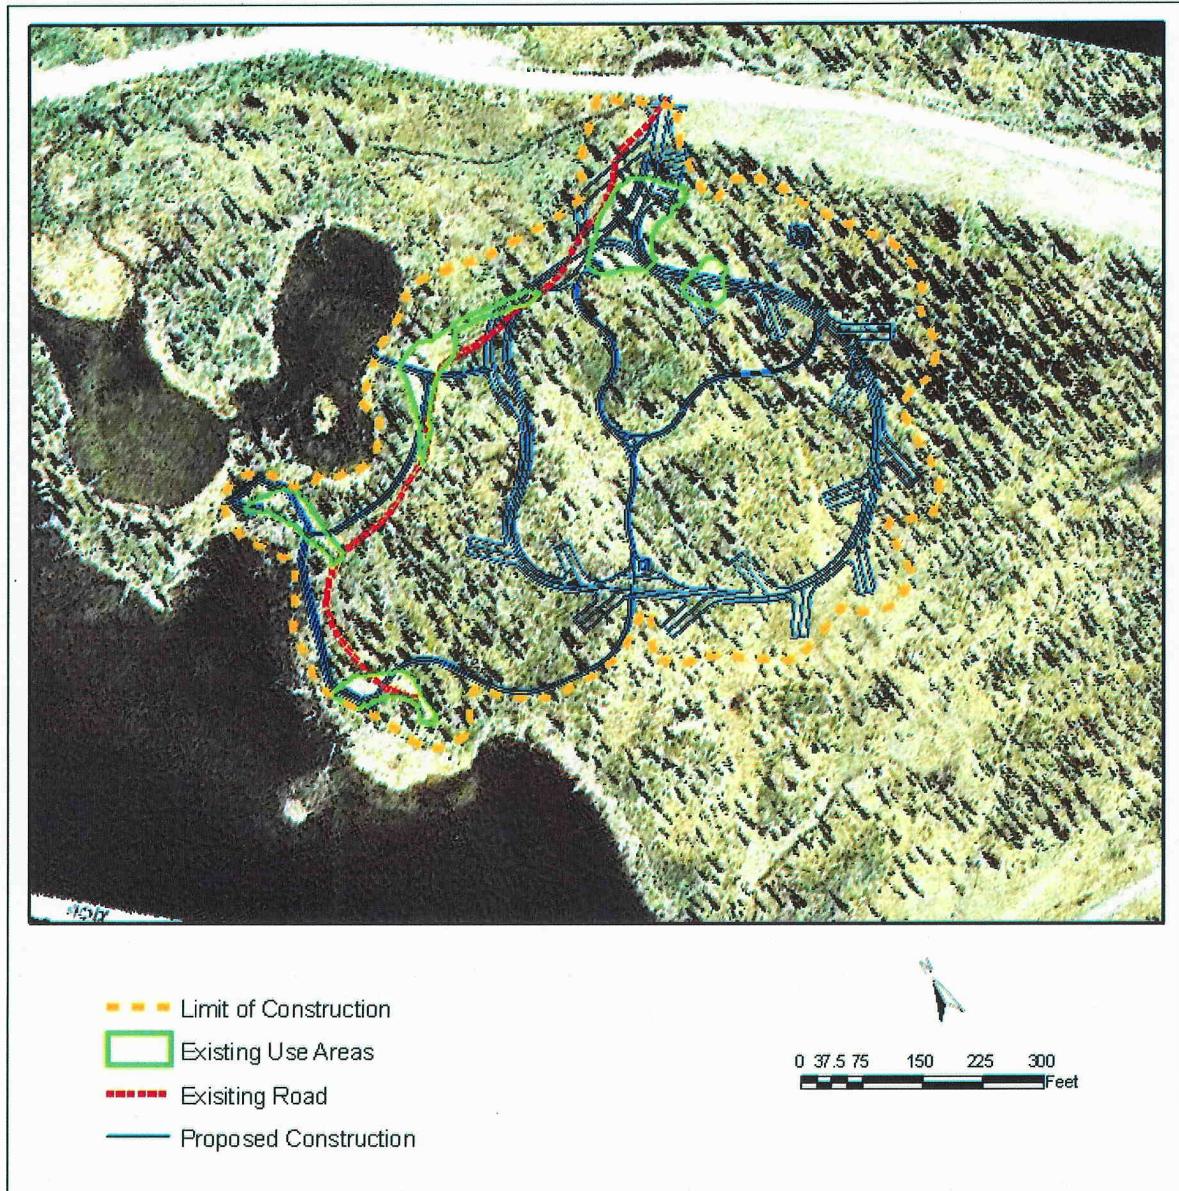 Limit of Construction
Existing Use Areas
Exisiting Road
Proposed Construction
0 37.5 75 150 225 300
Feet